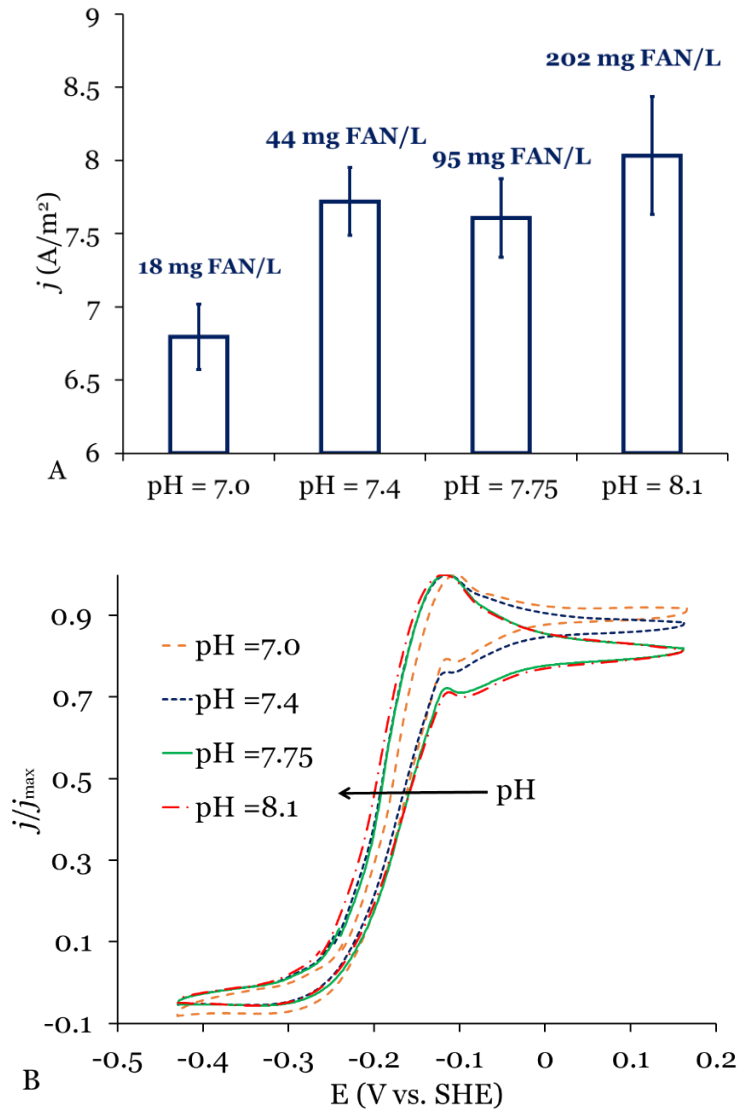 9
8.5
8
7.5
7
6.5
6
j (A/m²)
202 mg FAN/L
44 mg FAN/L
95 mg FAN/L
18 mg FAN/L
A
pH = 7.0
pH = 7.4
pH = 7.75
pH = 8.1
0.9
0.7
0.5
0.3
0.1
-0.1
j/jmax
pH =7.0
pH =7.4
pH =7.75
pH =8.1
pH
-0.5
-0.4
-0.3
-0.2
-0.1
0
0.1
0.2
B
E (V vs. SHE)